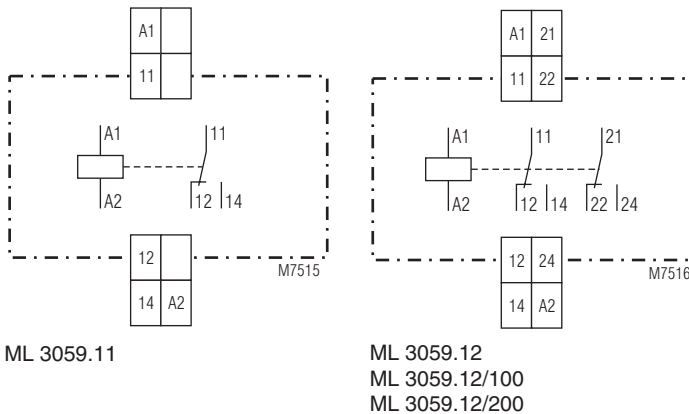 A1
11
A1
A2
11
12 14
12
14 A2
M7515
ML 3059.11
A1 21
11 22
A1
A2
11
21
12 14
22 24
12 24
14 A2
M7516
ML 3059.12
ML 3059.12/100
ML 3059.12/200